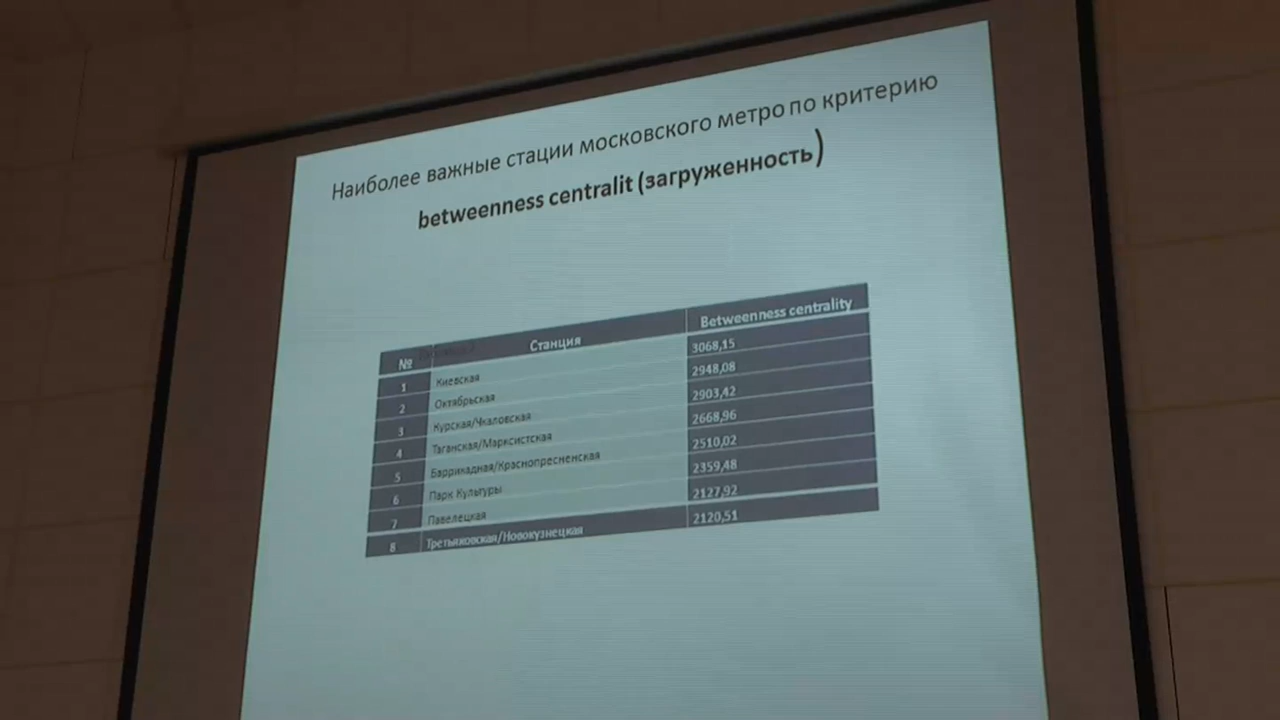 Наиболее важные стации московского метро по критерию
betweenness centralit (загруженность)
№ Станция Betweenness centrality
1 Киевская 3068,15
2 Октябрьская 2948,08
3 Курская/Чкаловская 2903,42
4 Таганская/Марксистская 2668,96
5 Баррикадная/Краснопресненская 2510,02
6 Парк Культуры 2359,48
7 Павелецкая 2127,92
8 Третьяковская/Новокузнецкая 2120,51